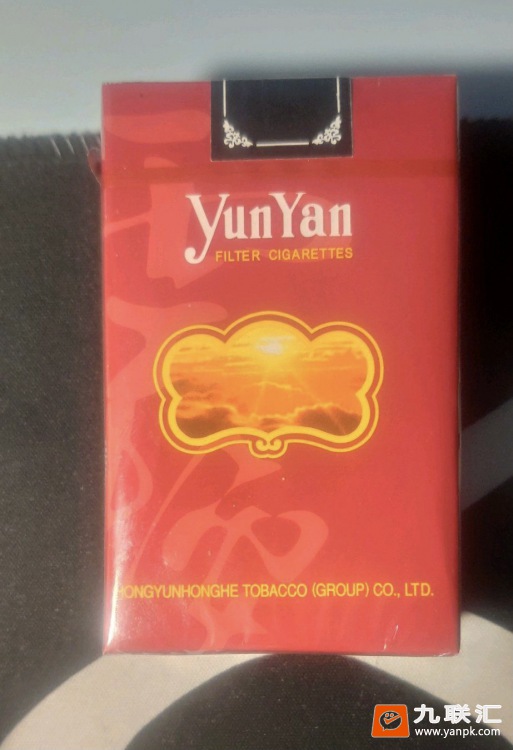 YunYan
FILTER CIGARETTES
HONGYUNHONGHE TOBACCO (GROUP) CO., LTD.
九联汇
www.yanpk.com